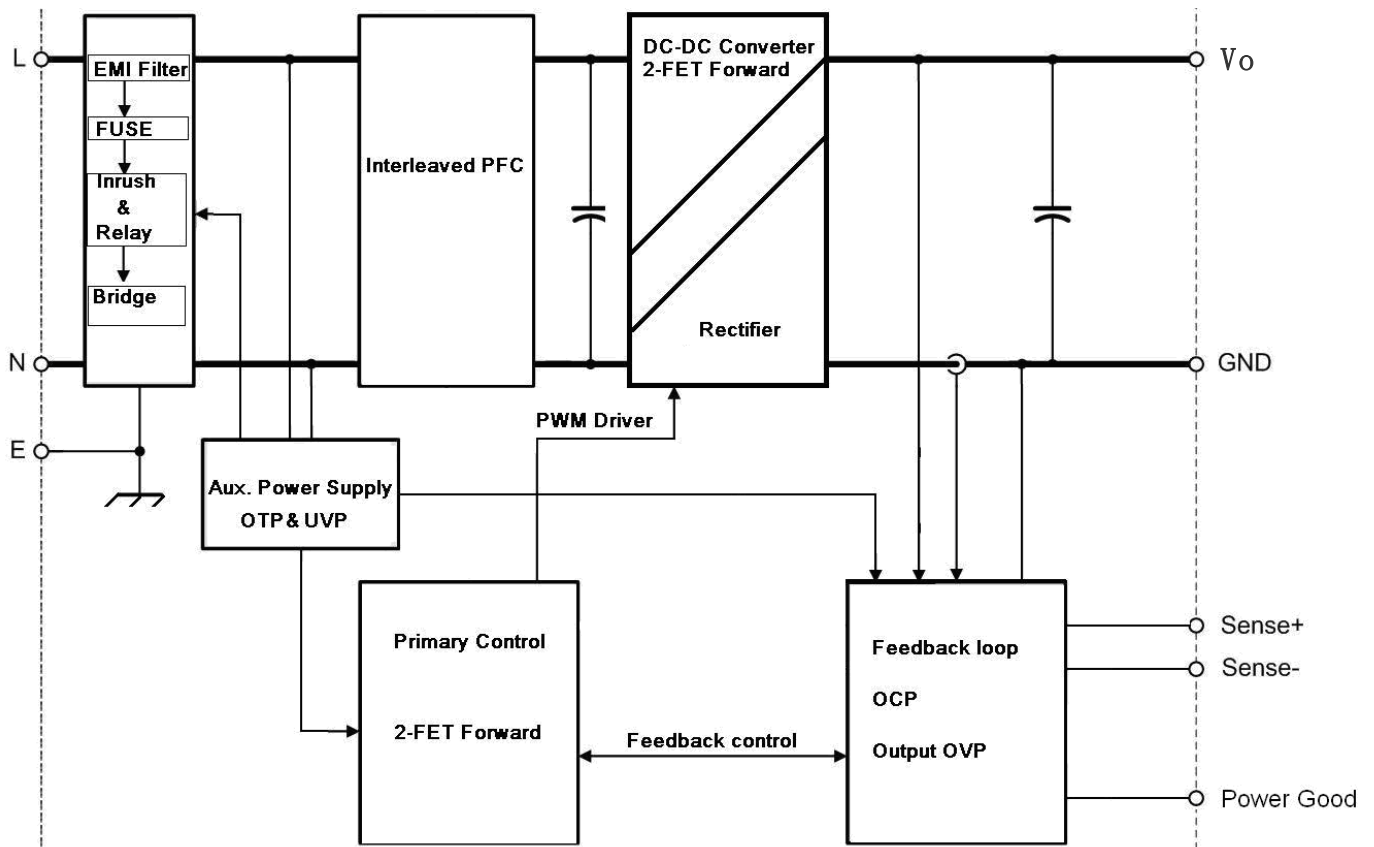 L
EMI Filter
FUSE
Inrush
&
Relay
Bridge
N
E
Interleaved PFC
DC-DC Converter
2-FET Forward
Rectifier
Vo
GND
PWM Driver
Aux. Power Supply
OTP & UVP
Primary Control
2-FET Forward
Feedback control
Feedback loop
OCP
Output OVP
Sense+
Sense-
Power Good